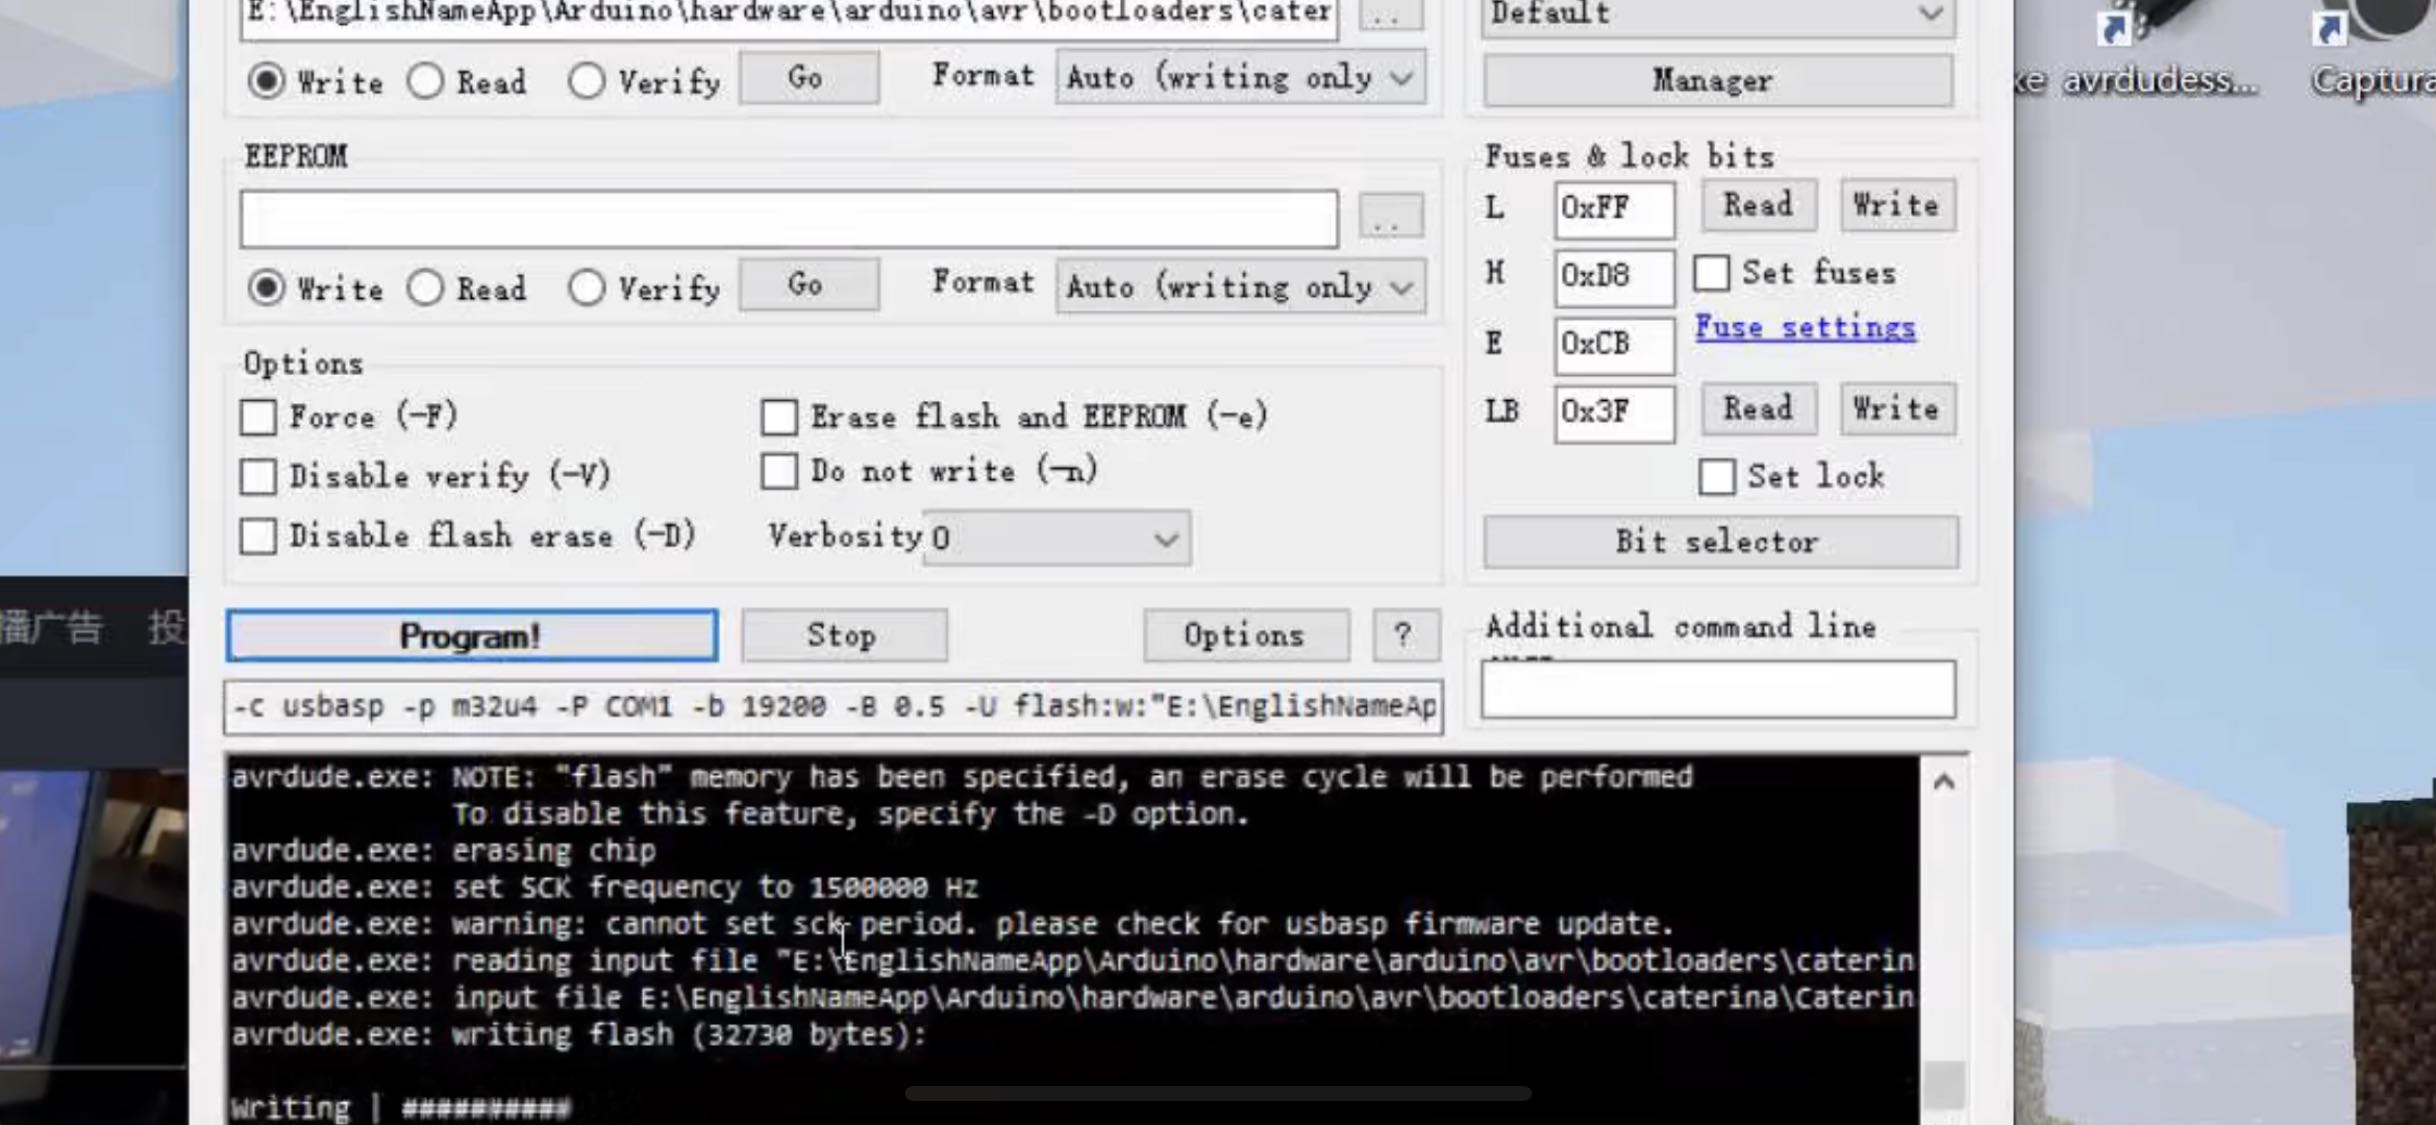 E:\EnglishNameApp\Arduino\hardware\arduino\avr\bootloaders\cater ..
Default
Write Read Verify Go Format Auto (writing only
Manager
avrdudess...
EEPROM
..
Write Read Verify Go Format Auto (writing only
Fuses & lock bits
L 0xFF Read Write
H 0xD8 Set fuses
E 0xCB Fuse settings
LB 0x3F Read Write
Set lock
Bit selector
Options
Force (-F) Erase flash and EEPROM (-e)
Disable verify (-V) Do not write (-n)
Disable flash erase (-D) Verbosity 0
播广告 投
Program! Stop Options ?
Additional command line
-c usbasp -p m32u4 -P COM1 -b 19200 -B 0.5 -U flash:w:"E:\EnglishNameAp
avrdude.exe: NOTE: "flash" memory has been specified, an erase cycle will be performed
To disable this feature, specify the -D option.
avrdude.exe: erasing chip
avrdude.exe: set SCK frequency to 1500000 Hz
avrdude.exe: warning: cannot set sck period. please check for usbasp firmware update.
avrdude.exe: reading input file "E:\EnglishNameApp\Arduino\hardware\arduino\avr\bootloaders\caterin
avrdude.exe: input file E:\EnglishNameApp\Arduino\hardware\arduino\avr\bootloaders\caterina\Caterin
avrdude.exe: writing flash (32730 bytes):
Writing | ##########